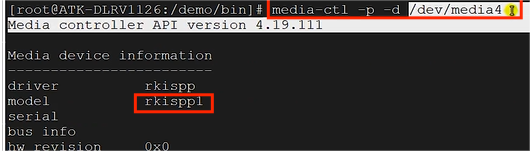 [root@ATK-DLRV1126:/demo/bin]# media-ctl -p -d /dev/media4
Media controller API version 4.19.111
Media device information
------------------------
driver rkispp
model rkispp1
serial
bus info
hw revision 0x0